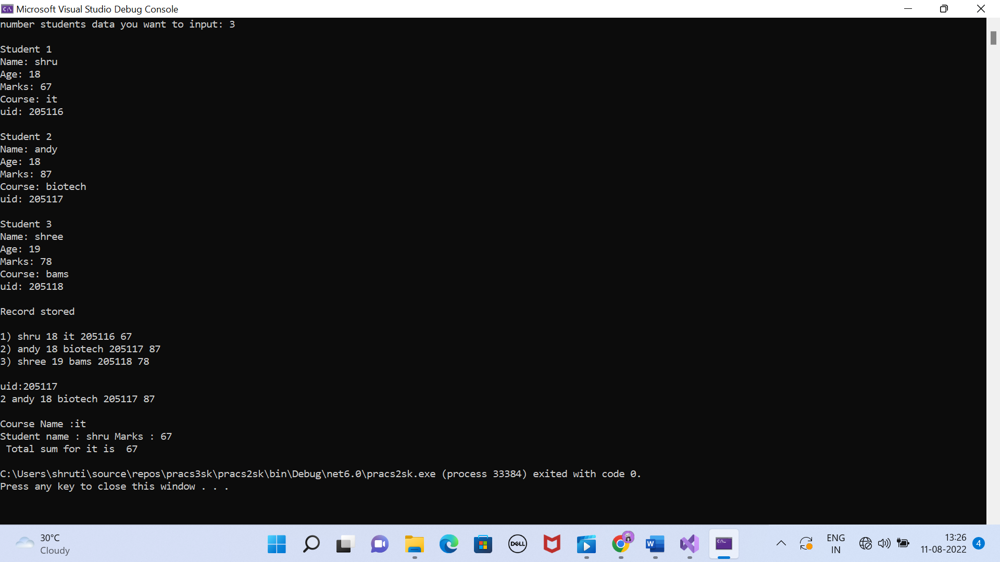 Microsoft Visual Studio Debug Console
number students data you want to input: 3
Student 1
Name: shru
Age: 18
Marks: 67
Course: it
uid: 205116
Student 2
Name: andy
Age: 18
Marks: 87
Course: biotech
uid: 205117
Student 3
Name: shree
Age: 19
Marks: 78
Course: bams
uid: 205118
Record stored
1) shru 18 it 205116 67
2) andy 18 biotech 205117 87
3) shree 19 bams 205118 78
uid:205117
2 andy 18 biotech 205117 87
Course Name :it
Student name : shru Marks : 67
Total sum for it is  67
C:\Users\shruti\source\repos\pracs3sk\pracs2sk\bin\Debug\net6.0\pracs2sk.exe (process 33384) exited with code 0.
Press any key to close this window . . .
30°C
Cloudy
DELL
W
C:\_
ENG
IN
13:26
11-08-2022
4